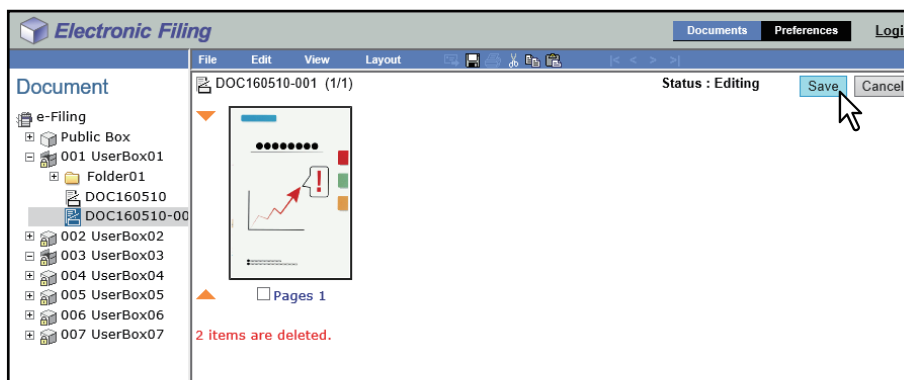 Electronic Filing
Documents Preferences Logi
File Edit View Layout
Document
DOC160510-001 (1/1)
Status : Editing
Save
Cancel
e-Filing
Public Box
001 UserBox01
Folder01
DOC160510
DOC160510-00
002 UserBox02
003 UserBox03
004 UserBox04
005 UserBox05
006 UserBox06
007 UserBox07
!
Pages 1
2 items are deleted.